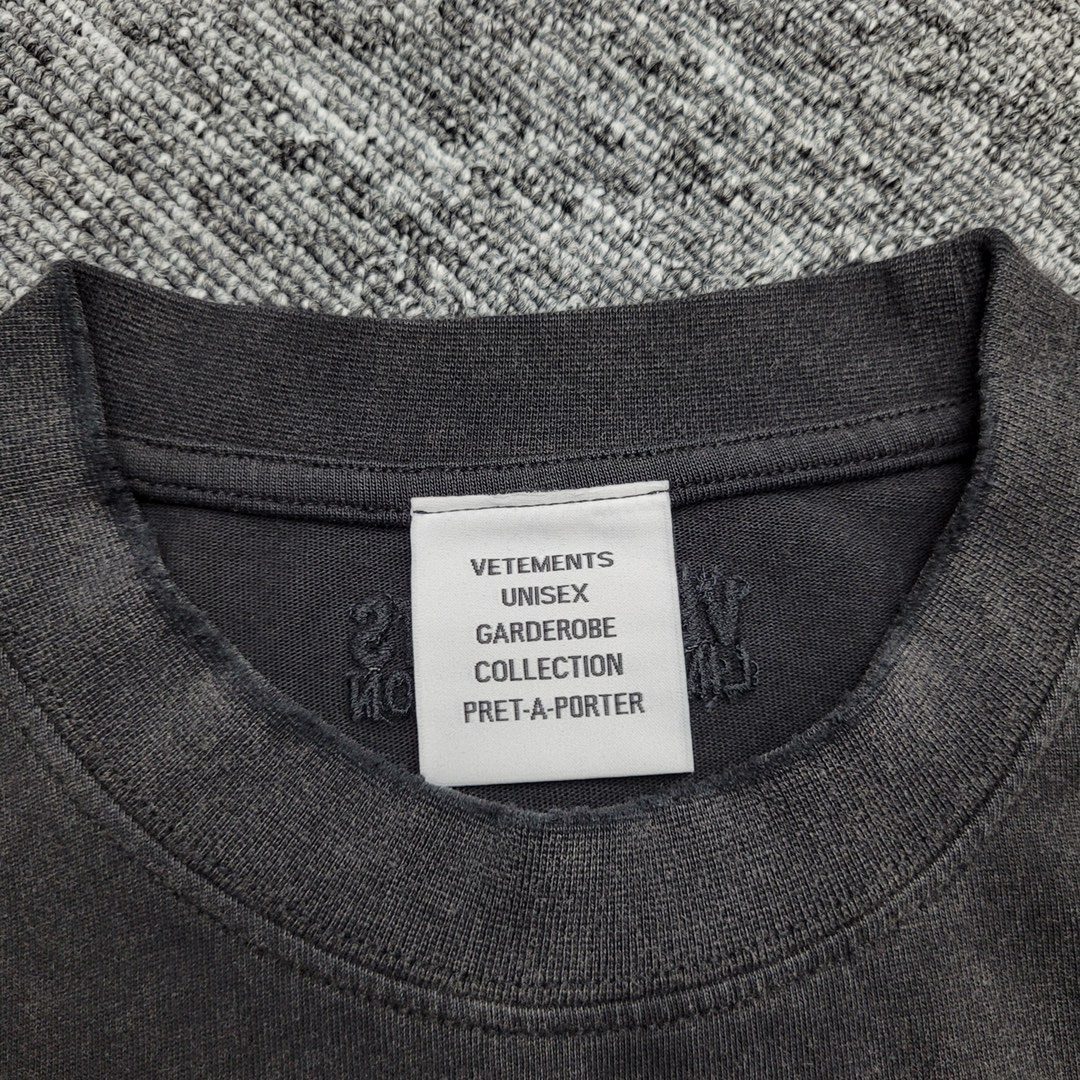 VETEMENTS
UNISEX
GARDEROBE
COLLECTION
PRET-A-PORTER